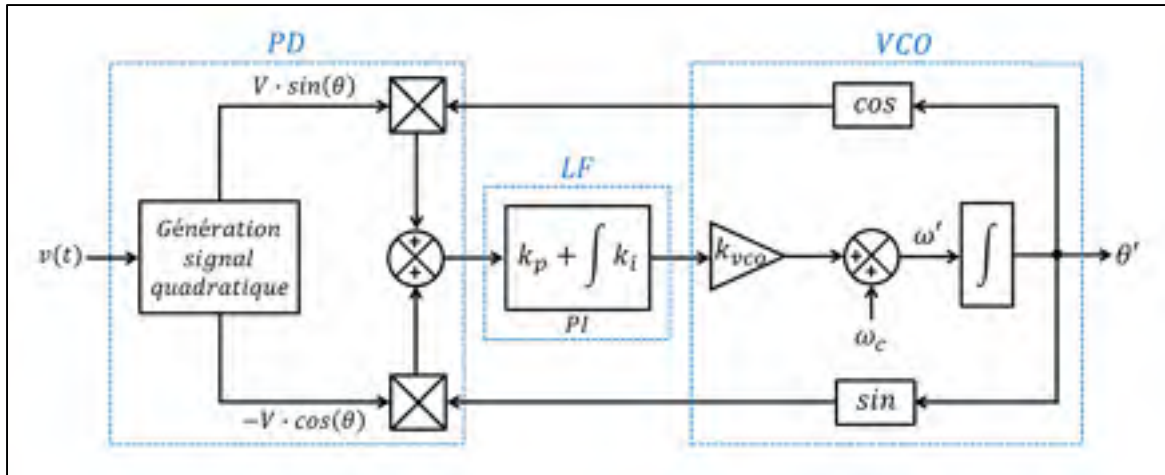 PD
VCO
V · sin(θ)
cos
LF
Génération
signal
quadratique
v(t)
+
+
k_p + ∫ k_i
PI
k_vco
+
+
ω'
∫
θ'
ω_c
sin
−V · cos(θ)